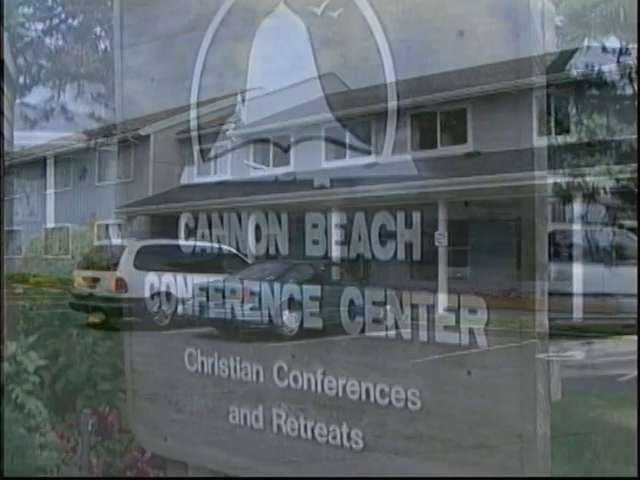 CANNON BEACH
CONFERENCE CENTER
Christian Conferences
and Retreats